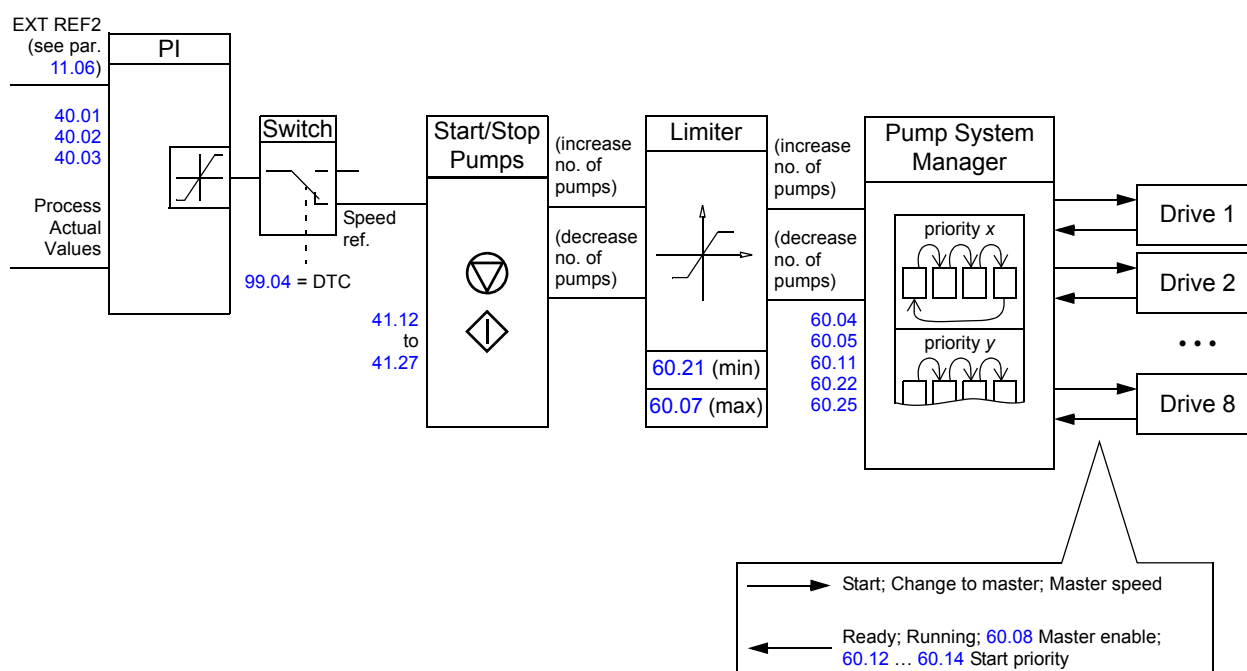 EXT REF2
(see par.
11.06)
PI
40.01
40.02
40.03
Process
Actual
Values
Switch
Speed
ref.
99.04 = DTC
Start/Stop
Pumps
41.12
to
41.27
(increase
no. of
pumps)
(decrease
no. of
pumps)
Limiter
60.21 (min)
60.07 (max)
(increase
no. of
pumps)
(decrease
no. of
pumps)
60.04
60.05
60.11
60.22
60.25
Pump System
Manager
priority x
priority y
Drive 1
Drive 2
• • •
Drive 8
Start; Change to master; Master speed
Ready; Running; 60.08 Master enable;
60.12 … 60.14 Start priority